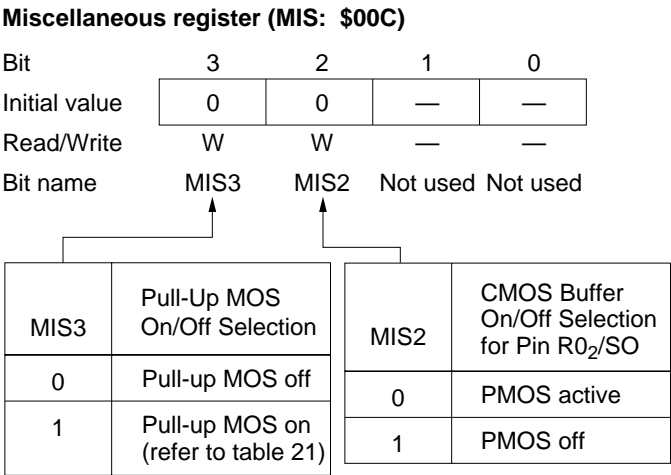 Miscellaneous register (MIS: $00C)
Bit 3 2 1 0
Initial value 0 0 — —
Read/Write W W — —
Bit name MIS3 MIS2 Not used Not used
MIS3
Pull-Up MOS
On/Off Selection
0 Pull-up MOS off
1 Pull-up MOS on
(refer to table 21)
MIS2
CMOS Buffer
On/Off Selection
for Pin R0₂/SO
0 PMOS active
1 PMOS off